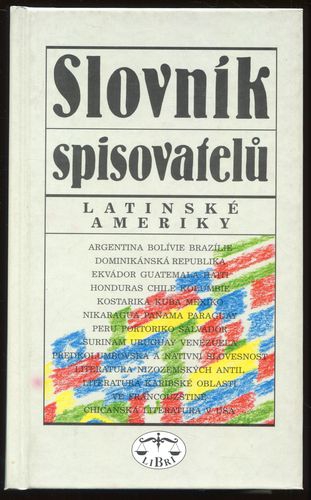 Slovník
spisovatelů
LATINSKÉ
AMERIKY
ARGENTINA BOLÍVIE BRAZÍLIE
DOMINIKÁNSKÁ REPUBLIKA
EKVÁDOR GUATEMALA HAITI
HONDURAS CHILE KOLUMBIE
KOSTARIKA KUBA MEXIKO
NIKARAGUA PANAMA PARAGUAY
PERU PORTORIKO SALVADOR
SURINAM URUGUAY VENEZUELA
PŘEDKOLUMBOVSKÁ A NATIVNÍ SLOVESNOST
LITERATURA NIZOZEMSKÝCH ANTIL
LITERATURA KARIBSKÉ OBLASTI
VE FRANCOUZŠTINĚ
CHICANSKÁ LITERATURA V USA
LIBRI